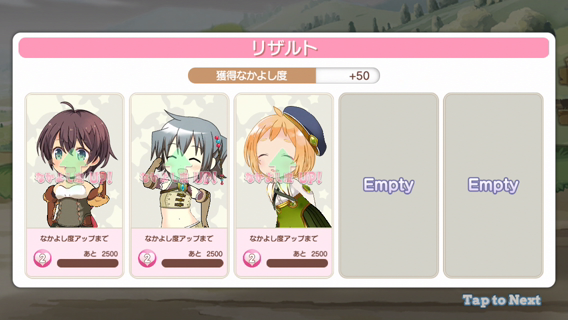 リザルト
獲得なかよし度 +50
なかよし度アップまで
あと 2500
2
なかよし度アップまで
あと 2500
2
なかよし度アップまで
あと 2500
2
Empty
Empty
Tap to Next